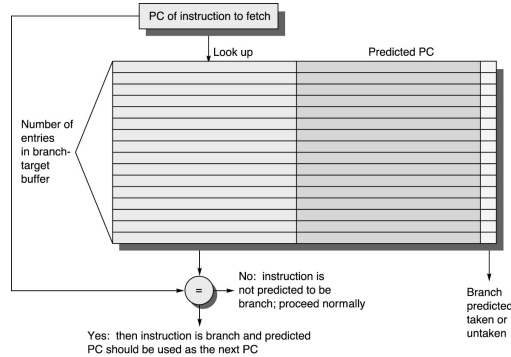 PC of instruction to fetch
Look up
Predicted PC
Number of
entries
in branch-
target
buffer
=
No: instruction is
not predicted to be
branch; proceed normally
Branch
predicted
taken or
untaken
Yes: then instruction is branch and predicted
PC should be used as the next PC